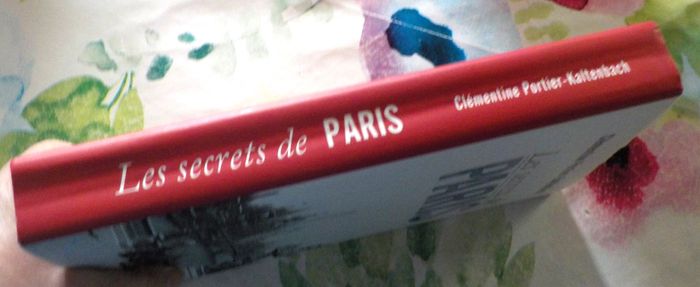 Les secrets de PARIS
Clémentine Portier-Kaltenbach